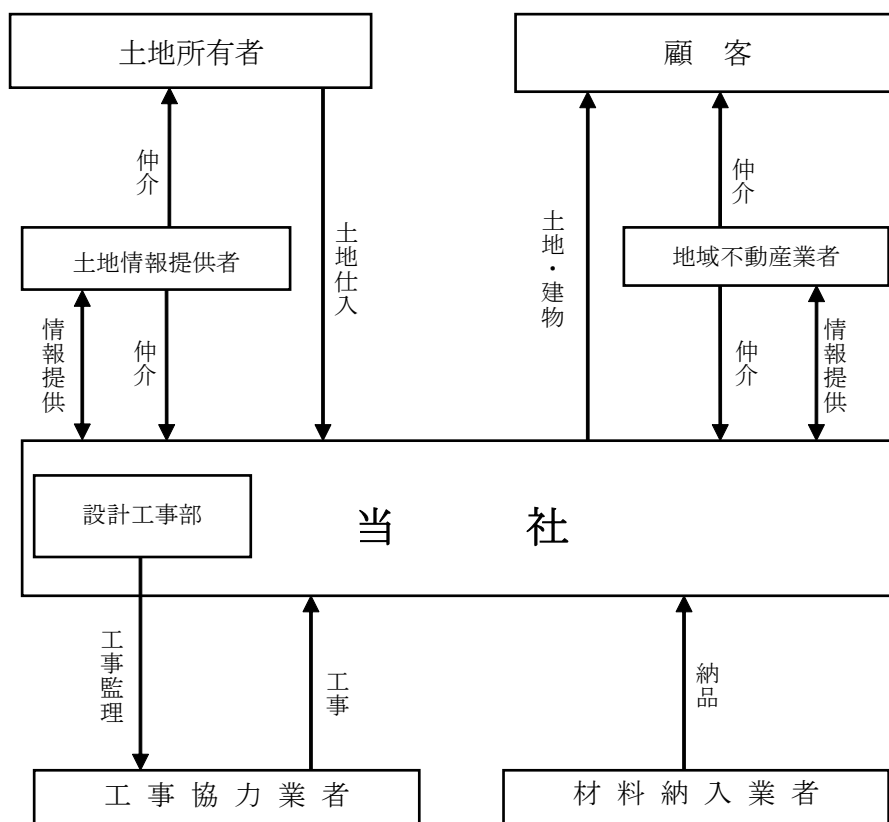 土地所有者
顧　客
仲介
仲介
土地情報提供者
土地仕入
土地・建物
地域不動産業者
情報提供
仲介
仲介
情報提供
設計工事部
当　社
工事監理
工事
納品
工事協力業者
材料納入業者